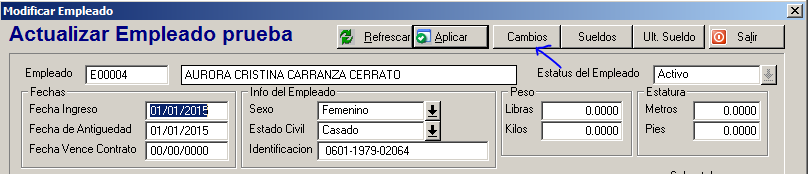 Modificar Empleado
Actualizar Empleado prueba Refrescar Aplicar Cambios Sueldos Ult. Sueldo Salir
Empleado E00004 AURORA CRISTINA CARRANZA CERRATO Estatus del Empleado Activo
Fechas Info del Empleado Peso Estatura
Fecha Ingreso 01/01/2015 Sexo Femenino Libras 0.0000 Metros 0.0000
Fecha de Antiguedad 01/01/2015 Estado Civil Casado Kilos 0.0000 Pies 0.0000
Fecha Vence Contrato 00/00/0000 Identificacion 0601-1979-02064